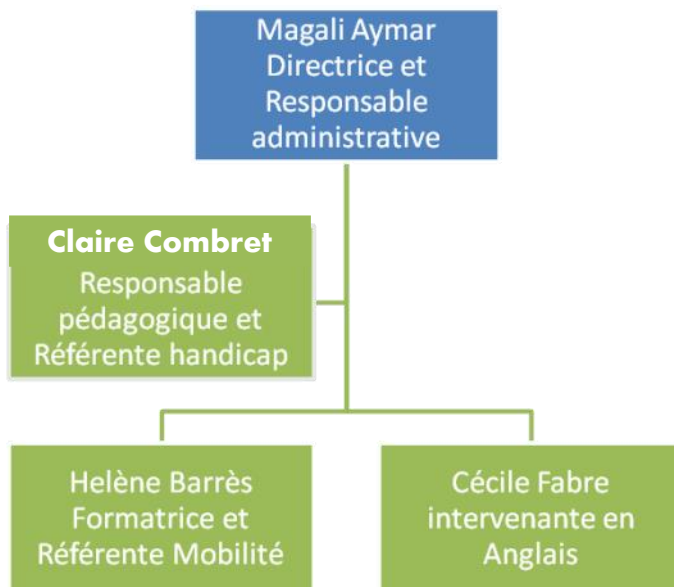 Magali Aymar
Directrice et
Responsable
administrative
Claire Combret
Responsable
pédagogique et
Référente handicap
Helène Barrès
Formatrice et
Référente Mobilité
Cécile Fabre
intervenante en
Anglais